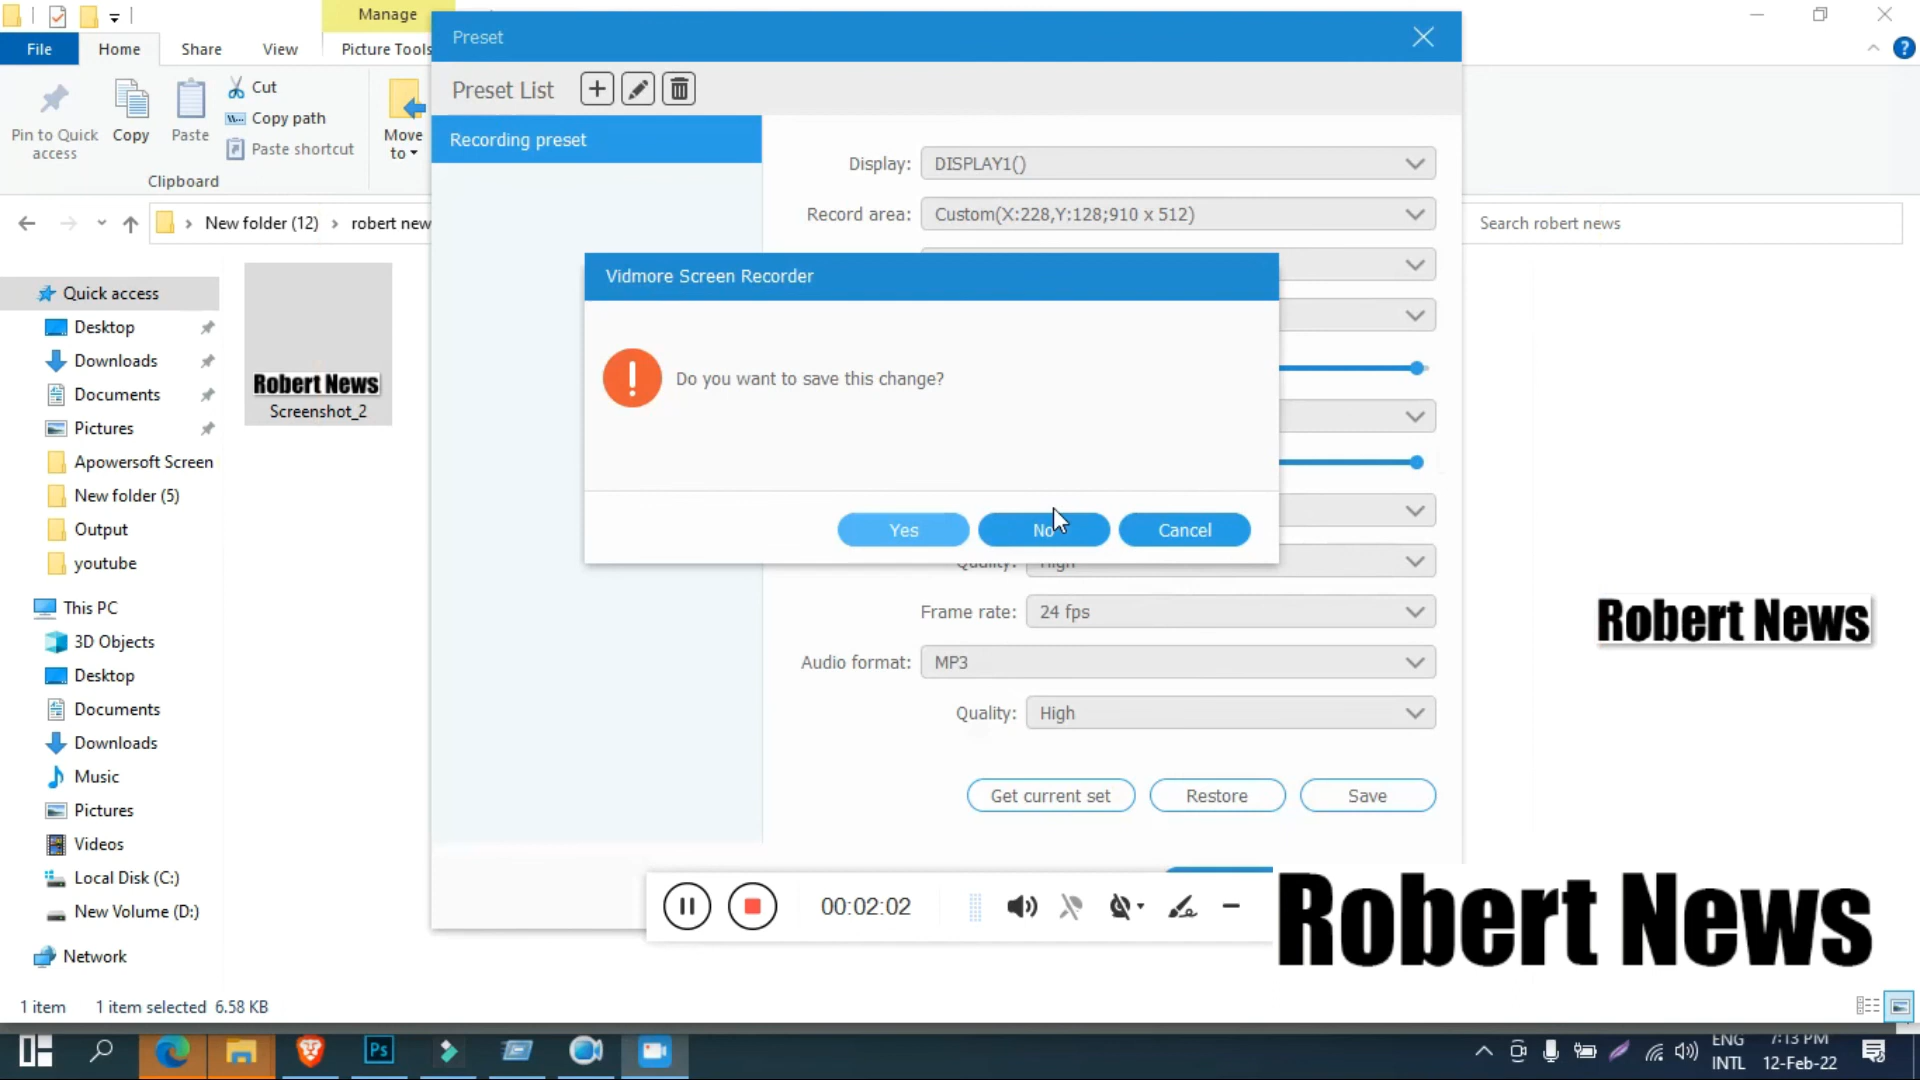 Manage
File
Home
Share
View
Picture Tools
Pin to Quick
access
Copy
Paste
Cut
Copy path
Paste shortcut
Move
to
Clipboard
New folder (12)
robert new
Search robert news
Quick access
Desktop
Downloads
Documents
Pictures
Apowersoft Screen
New folder (5)
Output
youtube
This PC
3D Objects
Desktop
Documents
Downloads
Music
Pictures
Videos
Local Disk (C:)
New Volume (D:)
Network
Robert News
Screenshot_2
Preset
Preset List
Recording preset
Display:
DISPLAY1()
Record area:
Custom(X:228,Y:128;910 x 512)
Vidmore Screen Recorder
Do you want to save this change?
Yes
No
Cancel
Quality:
High
Frame rate:
24 fps
Audio format:
MP3
Quality:
High
Get current set
Restore
Save
00:02:02
Robert News
Robert News
1 item
1 item selected 6.58 KB
Ps
ENG
INTL
7:13 PM
12-Feb-22